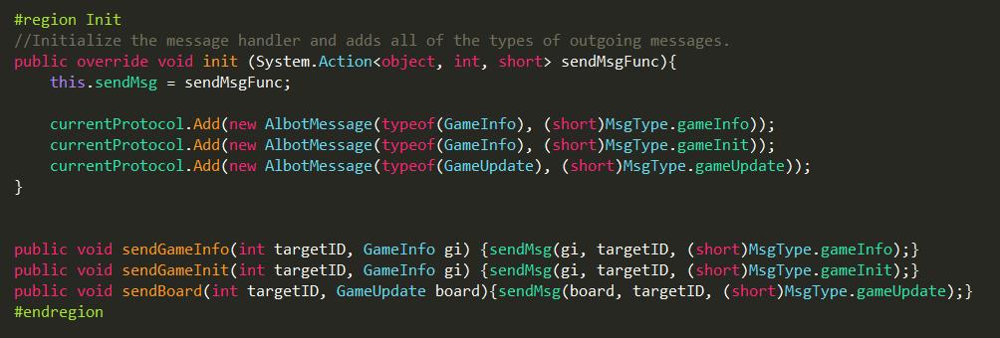 #region Init
//Initialize the message handler and adds all of the types of outgoing messages.
public override void init (System.Action<object, int, short> sendMsgFunc){
    this.sendMsg = sendMsgFunc;

    currentProtocol.Add(new AlbotMessage(typeof(GameInfo), (short)MsgType.gameInfo));
    currentProtocol.Add(new AlbotMessage(typeof(GameInfo), (short)MsgType.gameInit));
    currentProtocol.Add(new AlbotMessage(typeof(GameUpdate), (short)MsgType.gameUpdate));
}

public void sendGameInfo(int targetID, GameInfo gi) {sendMsg(gi, targetID, (short)MsgType.gameInfo);}
public void sendGameInit(int targetID, GameInfo gi) {sendMsg(gi, targetID, (short)MsgType.gameInit);}
public void sendBoard(int targetID, GameUpdate board){sendMsg(board, targetID, (short)MsgType.gameUpdate);}
#endregion